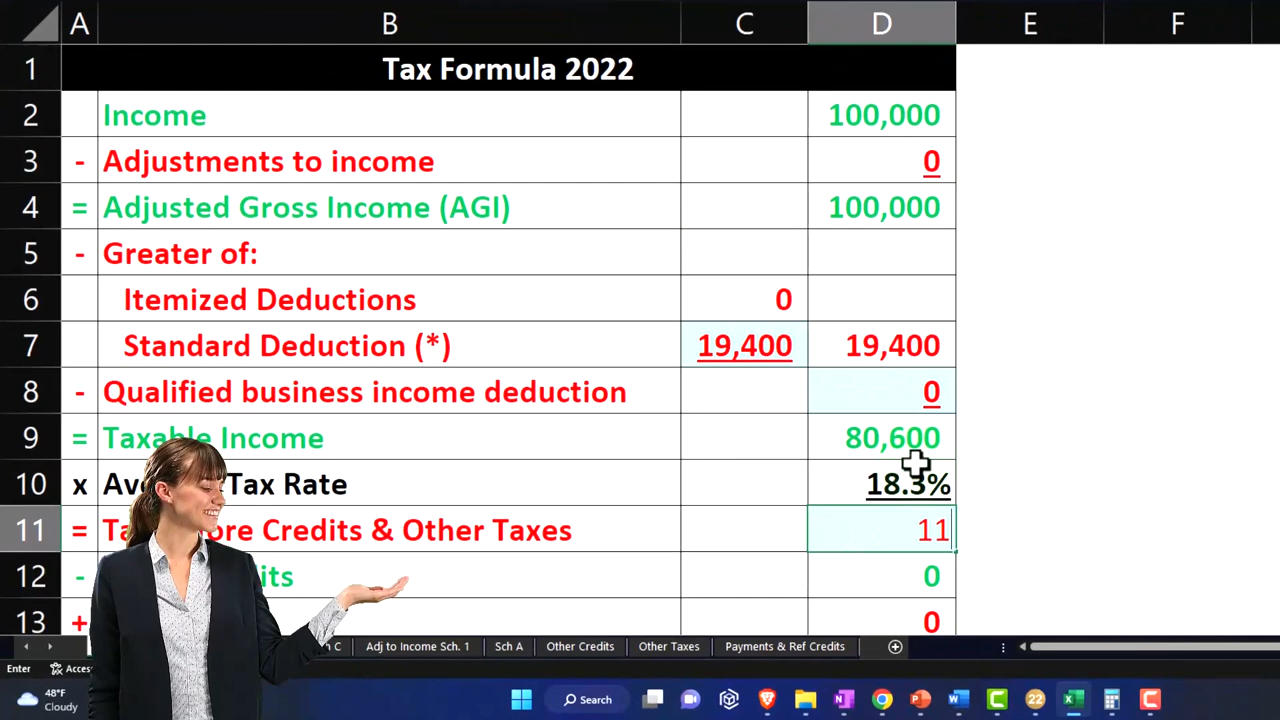 A B C D E F
1 Tax Formula 2022
2 Income 100,000
3 - Adjustments to income 0
4 = Adjusted Gross Income (AGI) 100,000
5 - Greater of:
6 Itemized Deductions 0
7 Standard Deduction (*) 19,400 19,400
8 - Qualified business income deduction 0
9 = Taxable Income 80,600
10 x Tax Rate 18.3%
11 = Credits & Other Taxes 11
12 - 0
13 + 0
Adj to Income Sch. 1 Sch A Other Credits Other Taxes Payments & Ref Credits
Enter
48°F Search 22
Cloudy